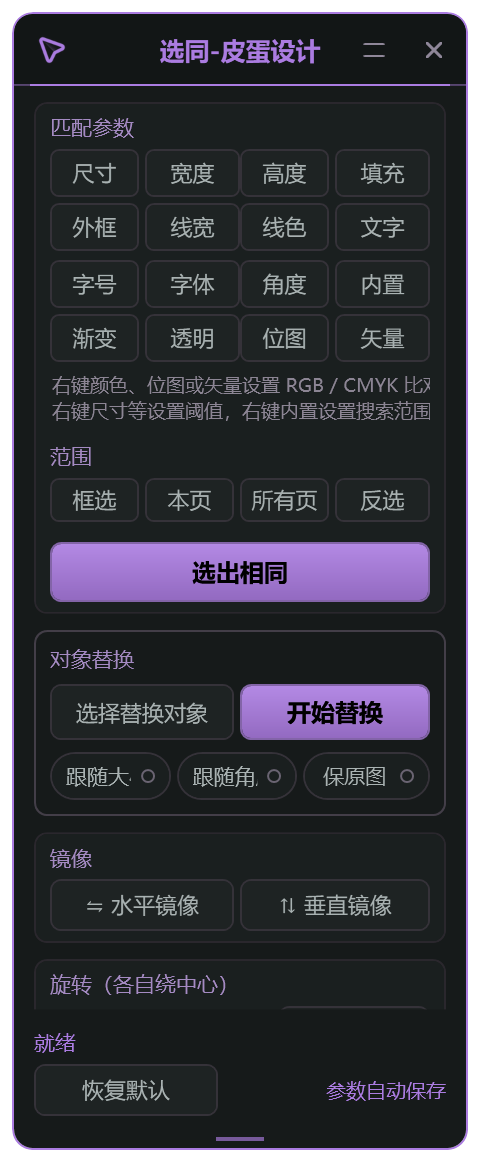 选同-皮蛋设计
匹配参数
尺寸 宽度 高度 填充
外框 线宽 线色 文字
字号 字体 角度 内置
渐变 透明 位图 矢量
右键颜色、位图或矢量设置 RGB / CMYK 比
右键尺寸等设置阈值，右键内置设置搜索范围
范围
框选 本页 所有页 反选
选出相同
对象替换
选择替换对象 开始替换
跟随大 跟随角 保原图
镜像
⇋ 水平镜像 ⇅ 垂直镜像
旋转（各自绕中心）
就绪
恢复默认 参数自动保存